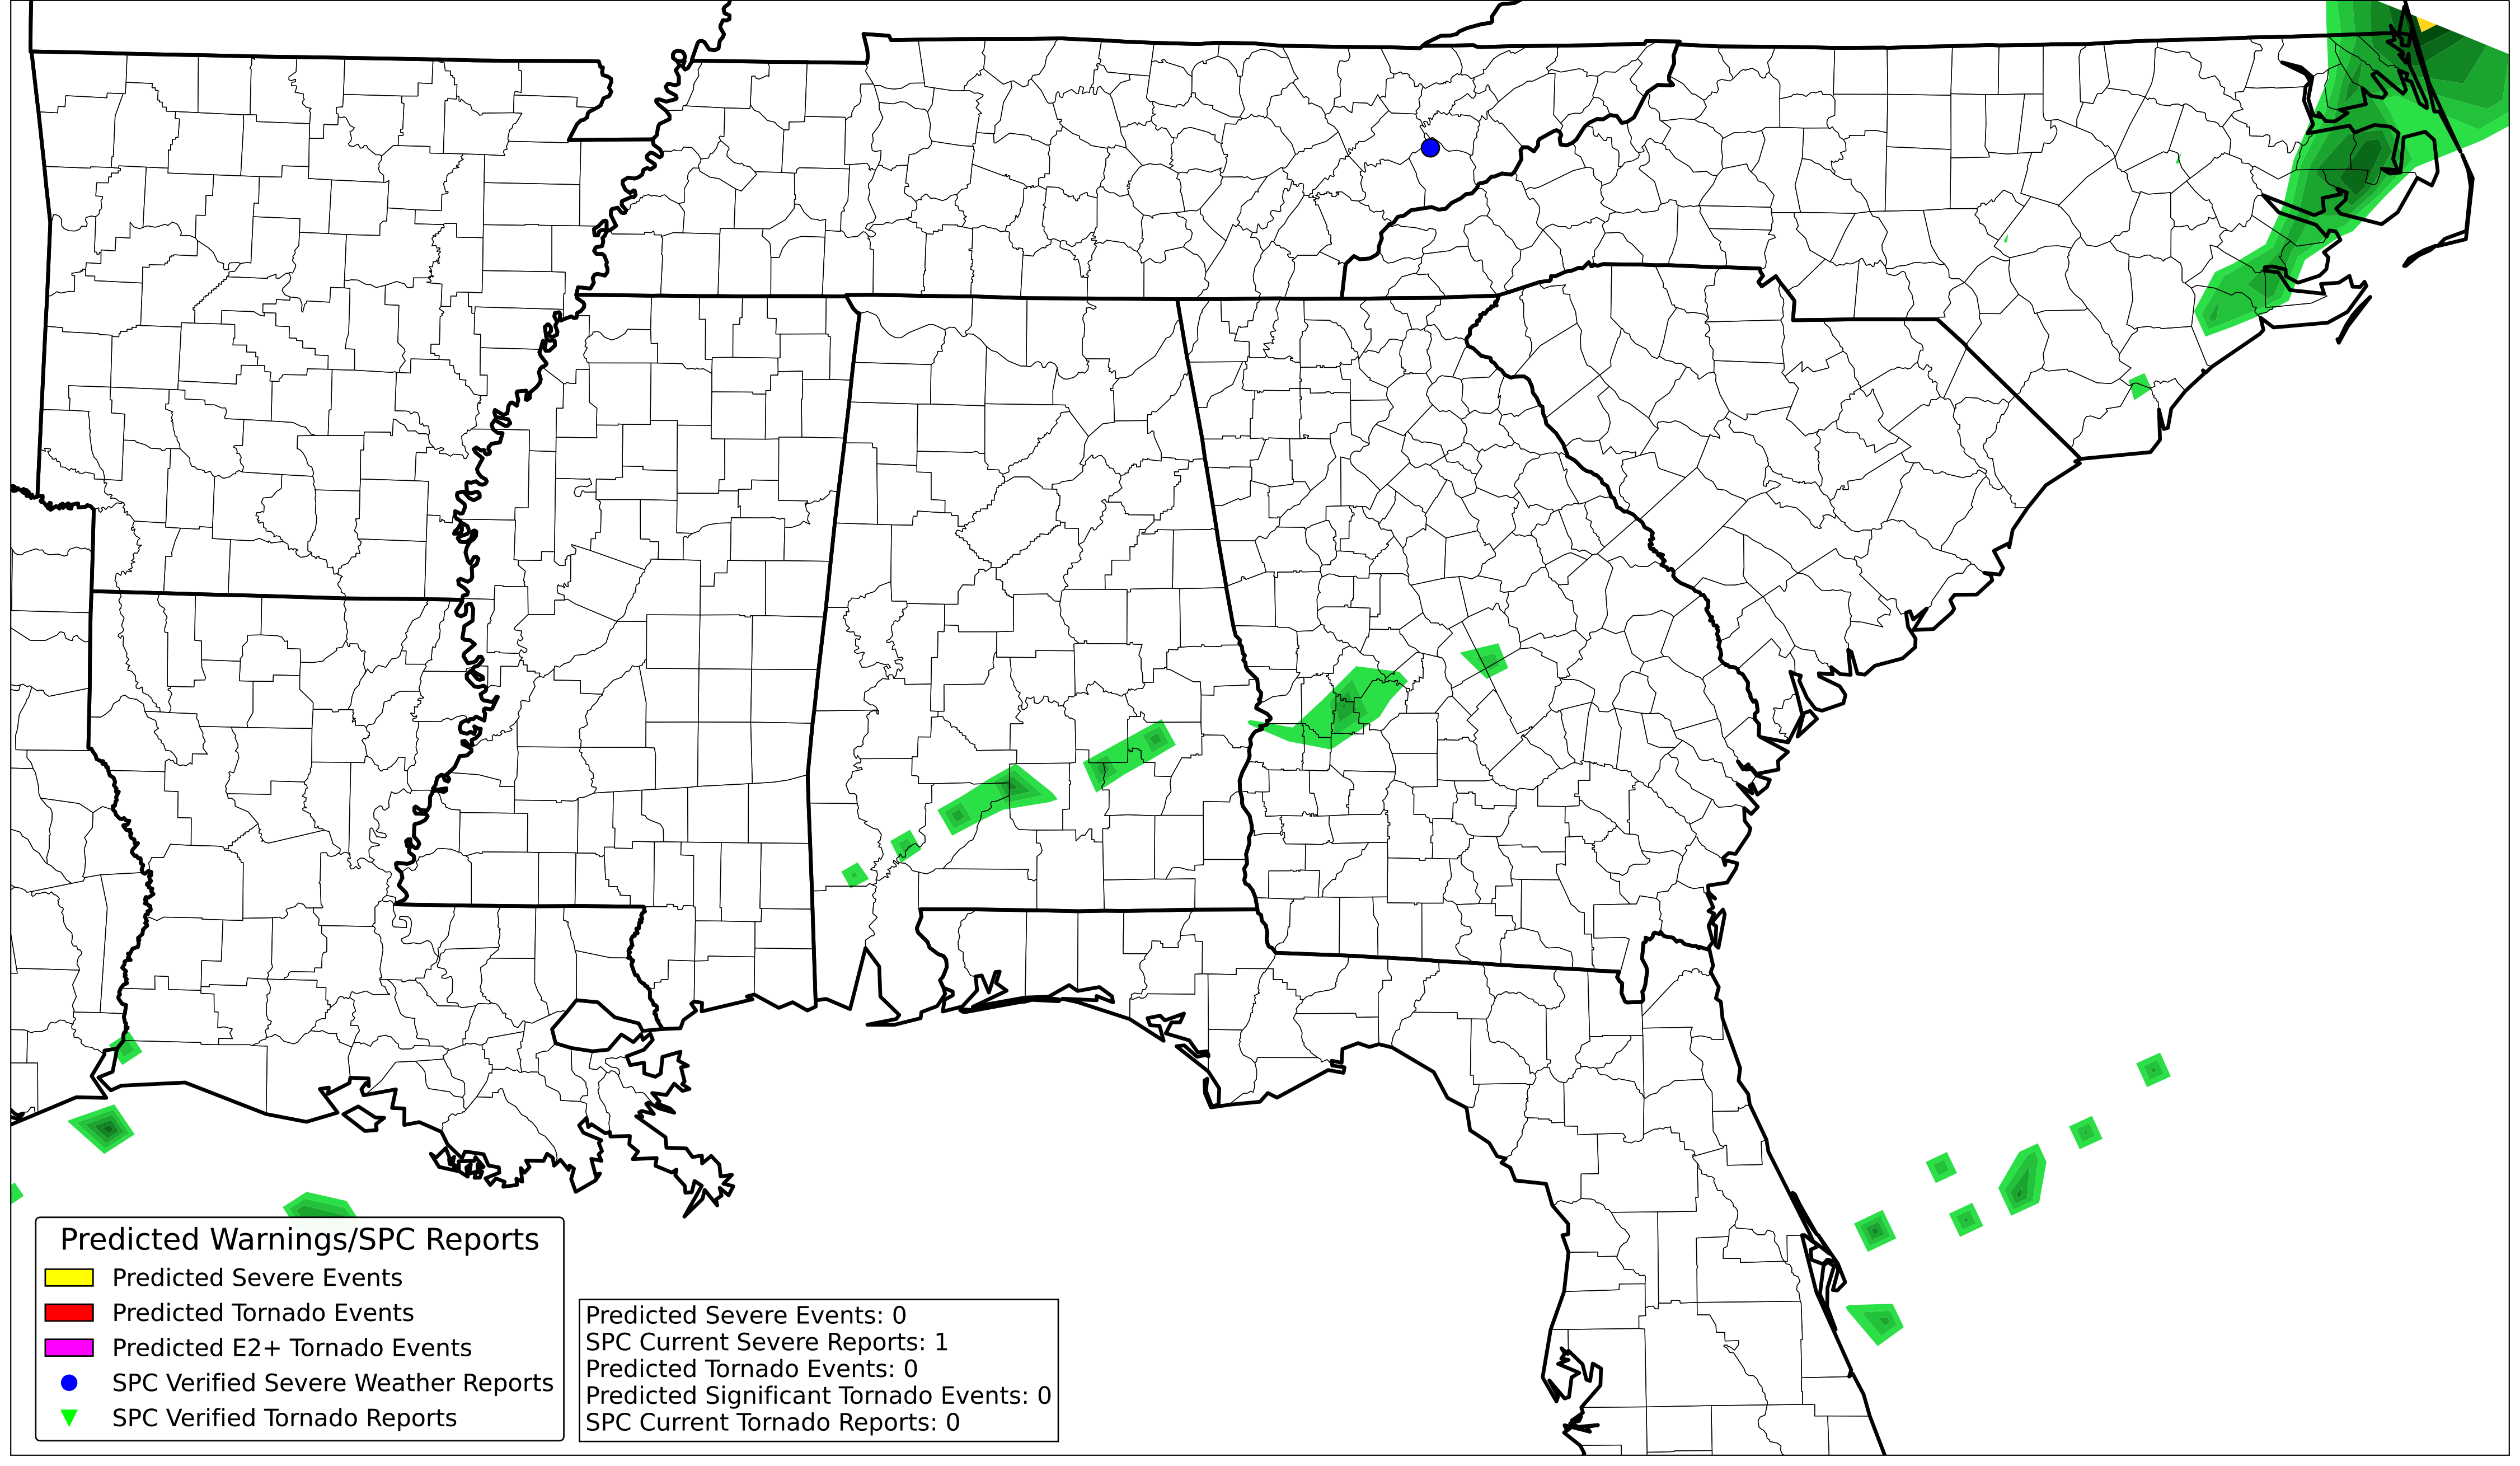 Predicted Warnings/SPC Reports
Predicted Severe Events
Predicted Tornado Events
Predicted E2+ Tornado Events
SPC Verified Severe Weather Reports
SPC Verified Tornado Reports
Predicted Severe Events: 0
SPC Current Severe Reports: 1
Predicted Tornado Events: 0
Predicted Significant Tornado Events: 0
SPC Current Tornado Reports: 0